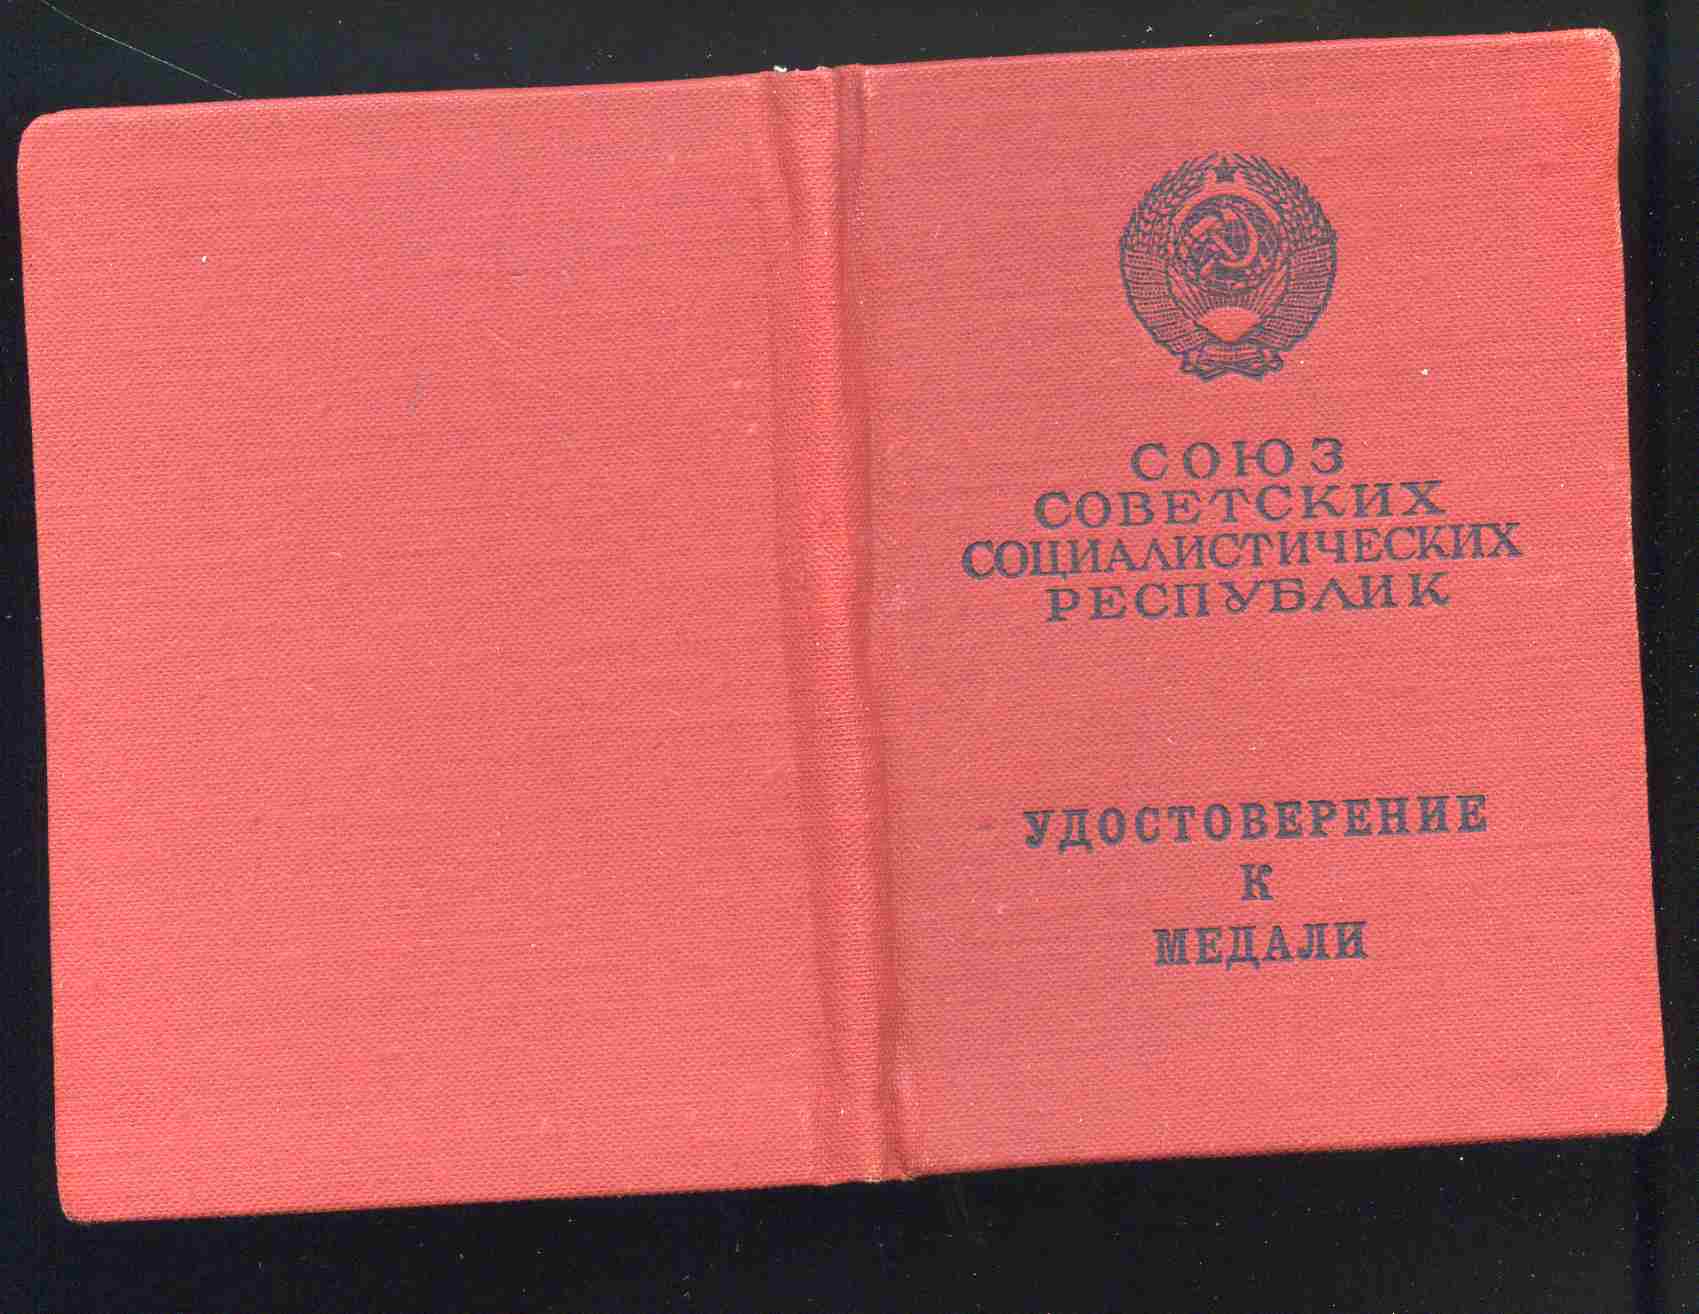 СОЮЗ
СОВЕТСКИХ
СОЦИАЛИСТИЧЕСКИХ
РЕСПУБЛИК
УДОСТОВЕРЕНИЕ
К
МЕДАЛИ